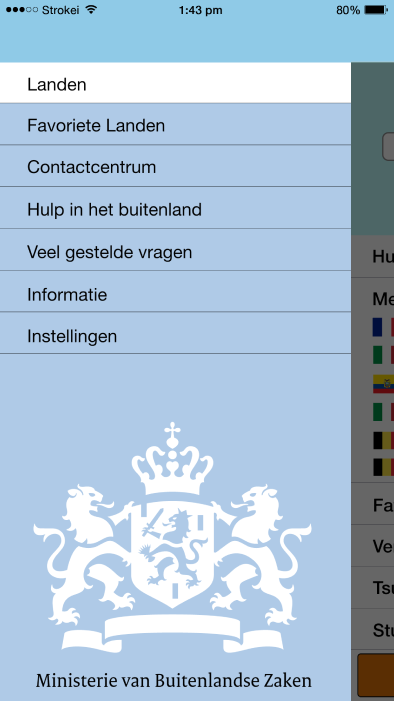 Strokei 1:43 pm 80%
Landen
Favoriete Landen
Contactcentrum
Hulp in het buitenland
Veel gestelde vragen
Informatie
Instellingen
Hu
Me
Fa
Ve
Tsu
Stu
Ministerie van Buitenlandse Zaken